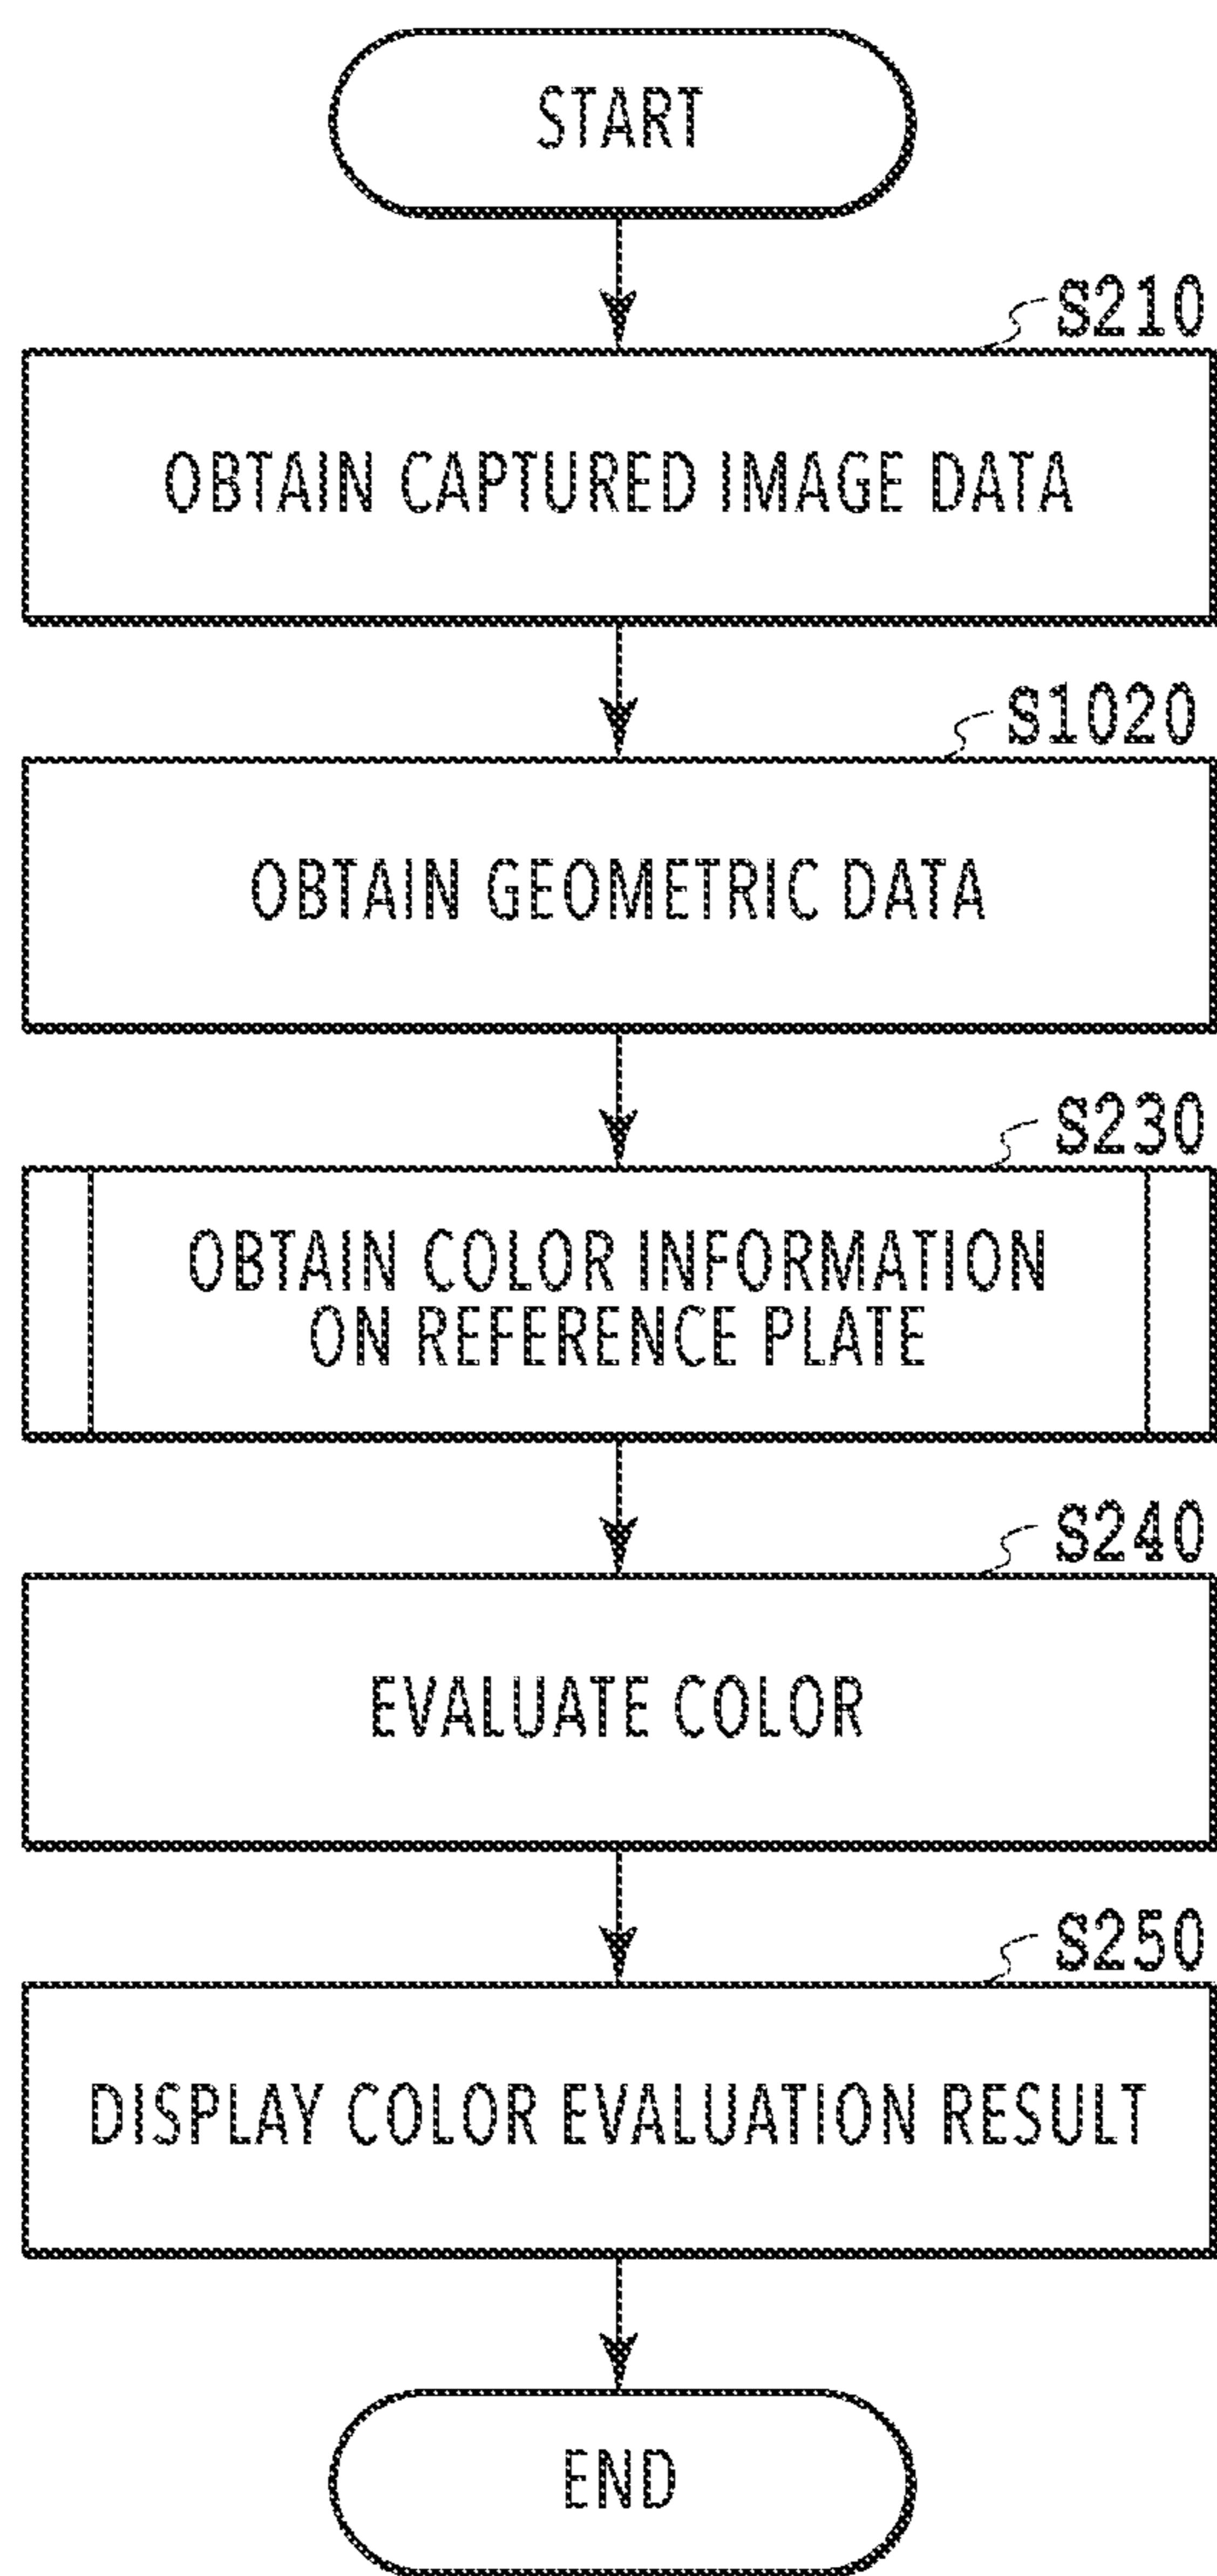 START
S210
OBTAIN CAPTURED IMAGE DATA
S1020
OBTAIN GEOMETRIC DATA
S230
OBTAIN COLOR INFORMATION
ON REFERENCE PLATE
S240
EVALUATE COLOR
S250
DISPLAY COLOR EVALUATION RESULT
END